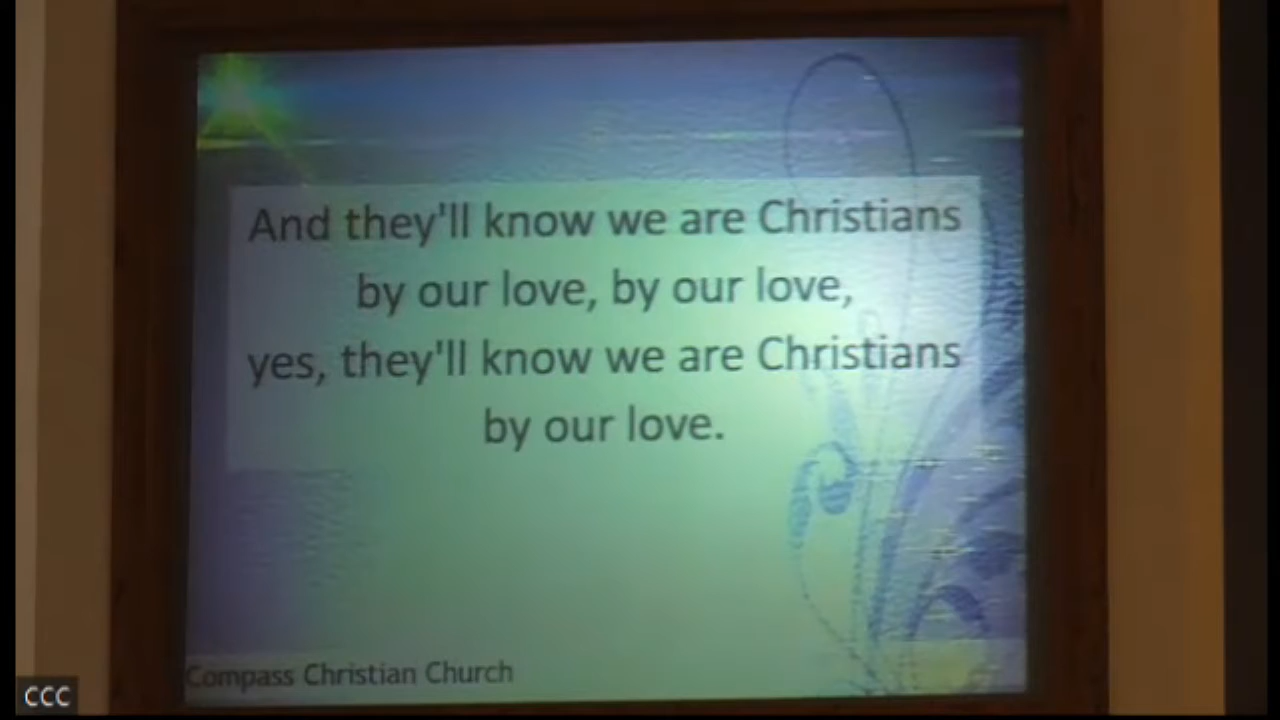 And they'll know we are Christians
by our love, by our love,
yes, they'll know we are Christians
by our love.
Compass Christian Church
CCC